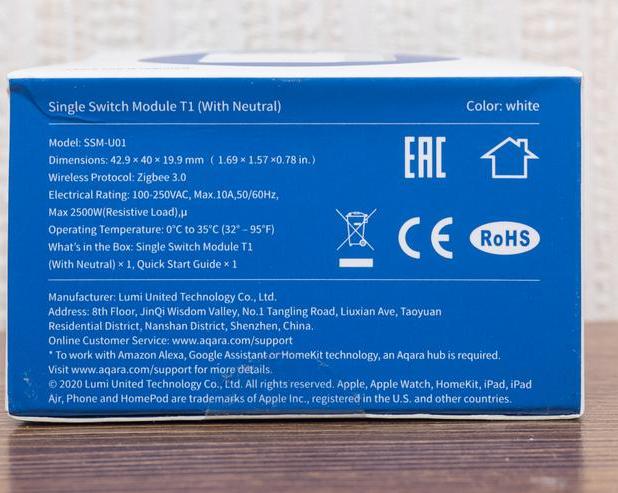 Single Switch Module T1 (With Neutral) Color: white
Model: SSM-U01
Dimensions: 42.9 × 40 × 19.9 mm ( 1.69 × 1.57 ×0.78 in.)
Wireless Protocol: Zigbee 3.0
Electrical Rating: 100-250VAC, Max.10A,50/60Hz,
Max 2500W(Resistive Load),µ
Operating Temperature: 0°C to 35°C (32° – 95°F)
What's in the Box: Single Switch Module T1
(With Neutral) × 1, Quick Start Guide × 1
EAC
CE
RoHS
Manufacturer: Lumi United Technology Co., Ltd.
Address: 8th Floor, JinQi Wisdom Valley, No.1 Tangling Road, Liuxian Ave, Taoyuan
Residential District, Nanshan District, Shenzhen, China.
Online Customer Service: www.aqara.com/support
* To work with Amazon Alexa, Google Assistant or HomeKit technology, an Aqara hub is required.
Visit www.aqara.com/support for more details.
© 2020 Lumi United Technology Co., Ltd. All rights reserved. Apple, Apple Watch, HomeKit, iPad, iPad
Air, Phone and HomePod are trademarks of Apple Inc., registered in the U.S. and other countries.